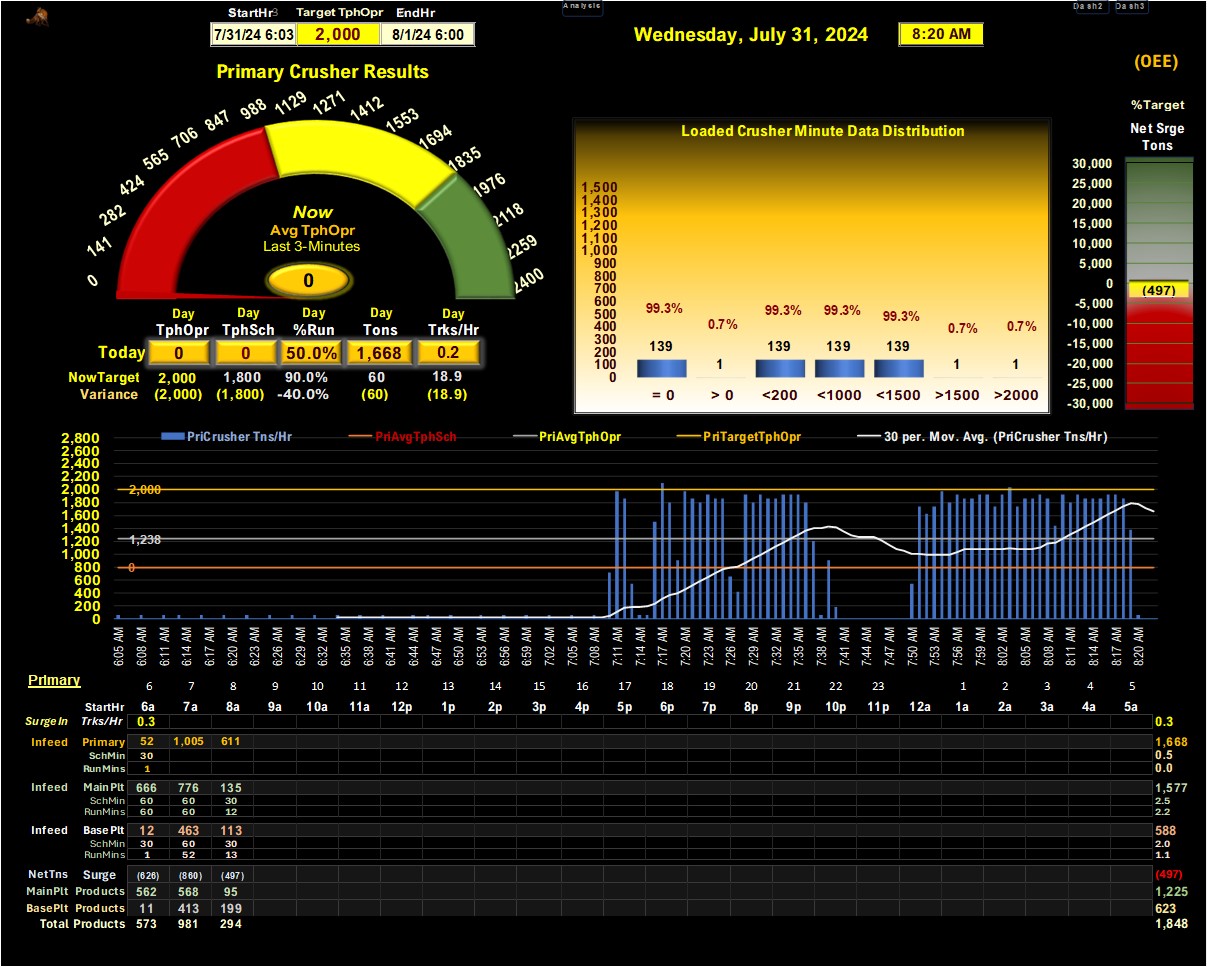 StartHr3 Target TphOpr EndHr
7/31/24 6:03 2,000 8/1/24 6:00
Analysis
Dash2 Dash3
Wednesday, July 31, 2024 8:20 AM
(OEE)
%Target
Net Srge
Tons
30,000
25,000
20,000
15,000
10,000
5,000
0
(497)
-5,000
-10,000
-15,000
-20,000
-25,000
-30,000
Primary Crusher Results
0 141 282 424 565 706 847 988 1129 1271 1412 1553 1694 1835 1976 2118 2259 2400
Now
Avg TphOpr
Last 3-Minutes
0
Day Day Day Day Day
TphOpr TphSch %Run Tons Trks/Hr
Today 0 0 50.0% 1,668 0.2
NowTarget 2,000 1,800 90.0% 60 18.9
Variance (2,000) (1,800) -40.0% (60) (18.9)
Loaded Crusher Minute Data Distribution
1,500
1,400
1,300
1,200
1,100
1,000
900
800
700
600
500
400
300
200
100
0
99.3% 0.7% 99.3% 99.3% 99.3% 0.7% 0.7%
139 1 139 139 139 1 1
= 0 > 0 <200 <1000 <1500 >1500 >2000
PriCrusher Tns/Hr PriAvgTphSch PriAvgTphOpr PriTargetTphOpr 30 per. Mov. Avg. (PriCrusher Tns/Hr)
2,800
2,600
2,400
2,200
2,000
1,800
1,600
1,400
1,200
1,000
800
600
400
200
0
2,000
1,238
0
6:05 AM 6:08 AM 6:11 AM 6:14 AM 6:17 AM 6:20 AM 6:23 AM 6:26 AM 6:29 AM 6:32 AM 6:35 AM 6:38 AM 6:41 AM 6:44 AM 6:47 AM 6:50 AM 6:53 AM 6:56 AM 6:59 AM 7:02 AM 7:05 AM 7:08 AM 7:11 AM 7:14 AM 7:17 AM 7:20 AM 7:23 AM 7:26 AM 7:29 AM 7:32 AM 7:35 AM 7:38 AM 7:41 AM 7:44 AM 7:47 AM 7:50 AM 7:53 AM 7:56 AM 7:59 AM 8:02 AM 8:05 AM 8:08 AM 8:11 AM 8:14 AM 8:17 AM 8:20 AM
Primary
6 7 8 9 10 11 12 13 14 15 16 17 18 19 20 21 22 23 1 2 3 4 5
StartHr 6a 7a 8a 9a 10a 11a 12p 1p 2p 3p 4p 5p 6p 7p 8p 9p 10p 11p 12a 1a 2a 3a 4a 5a
SurgeIn Trks/Hr 0.3 0.3
Infeed Primary 52 1,005 611 1,668
SchMin 30 0.5
RunMins 1 0.0
Infeed MainPlt 666 776 135 1,577
SchMin 60 60 30 2.5
RunMins 60 60 12 2.2
Infeed BasePlt 12 463 113 588
SchMin 30 60 30 2.0
RunMins 1 52 13 1.1
NetTns Surge (626) (860) (497) (497)
MainPlt Products 562 568 95 1,225
BasePlt Products 11 413 199 623
Total Products 573 981 294 1,848